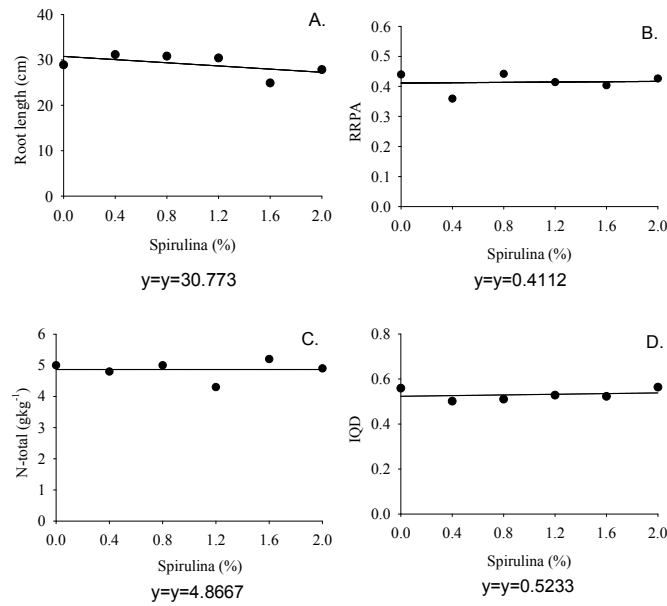 A.
40
30
20
10
0
Root length (cm)
0.0 0.4 0.8 1.2 1.6 2.0
Spirulina (%)
y=y=30.773
B.
0.6
0.5
0.4
0.3
0.2
0.1
0.0
RRPA
0.0 0.4 0.8 1.2 1.6 2.0
Spirulina (%)
y=y=0.4112
C.
6
5
4
3
2
1
0
N-total (gkg⁻¹)
0.0 0.4 0.8 1.2 1.6 2.0
Spirulina (%)
y=y=4.8667
D.
0.8
0.6
0.4
0.2
0.0
IQD
0.0 0.4 0.8 1.2 1.6 2.0
Spirulina (%)
y=y=0.5233